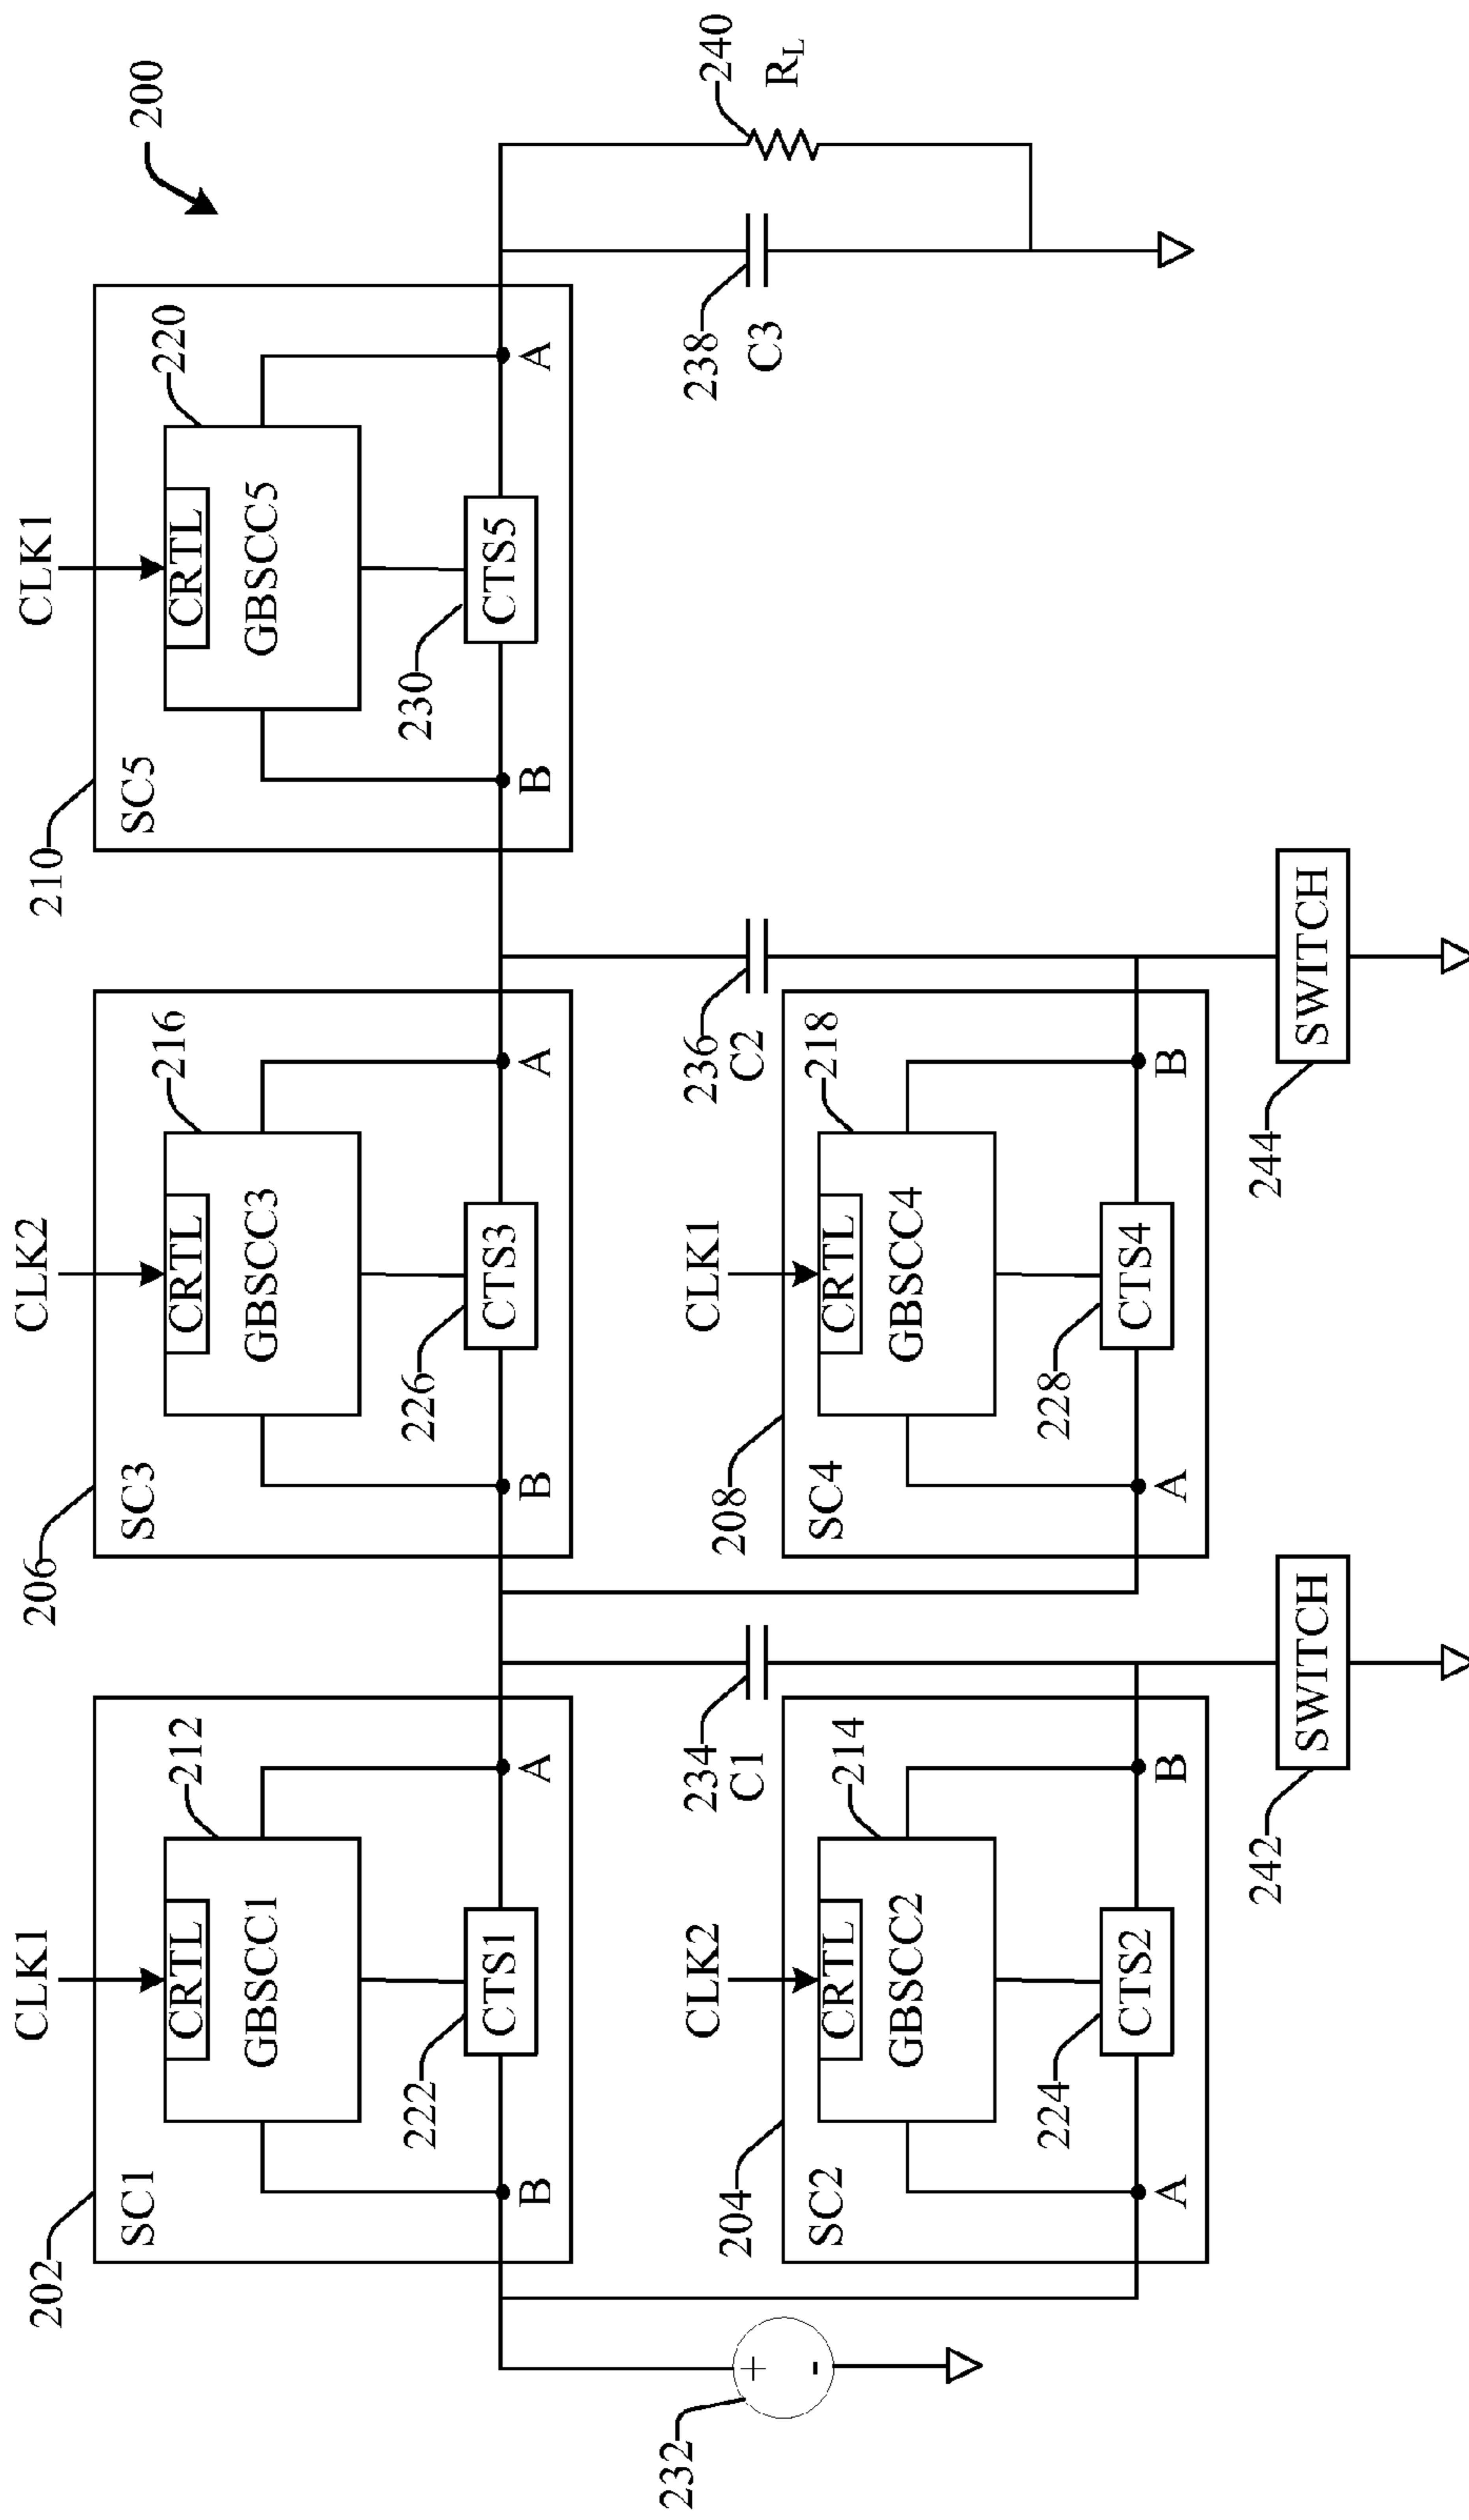 200
CLK1
CLK2
CLK1
202
206
210
SC1
SC3
SC5
212
216
220
CRTL
CRTL
CRTL
GBSCC1
GBSCC3
GBSCC5
222
226
230
CTS1
CTS3
CTS5
B
A
B
A
B
A
232
+
-
234
C1
236
C2
238
C3
240
RL
CLK2
CLK1
204
208
SC2
SC4
214
218
CRTL
CRTL
GBSCC2
GBSCC4
224
228
CTS2
CTS4
A
B
A
B
242
244
SWITCH
SWITCH